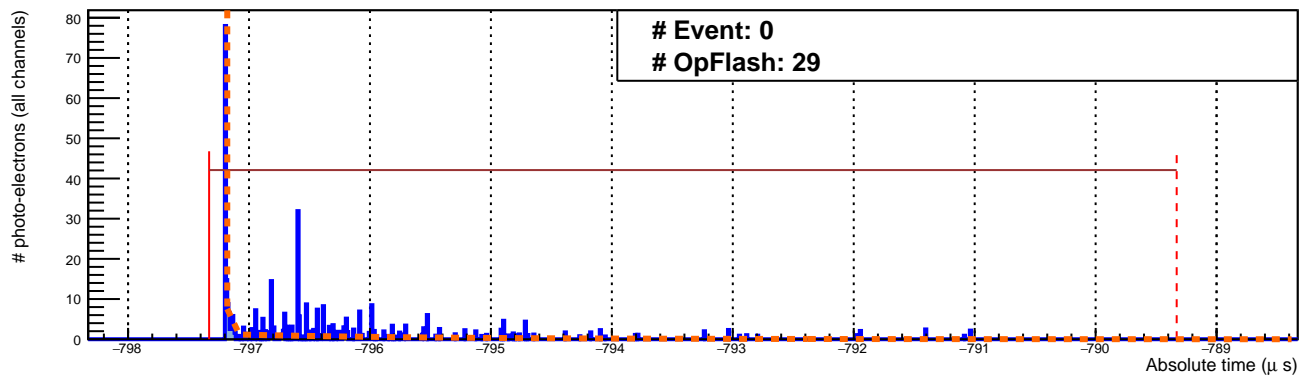 # Event: 0
# OpFlash: 29
# photo-electrons (all channels)
80
70
60
50
40
30
20
10
0
−798 −797 −796 −795 −794 −793 −792 −791 −790 −789
Absolute time (μ s)